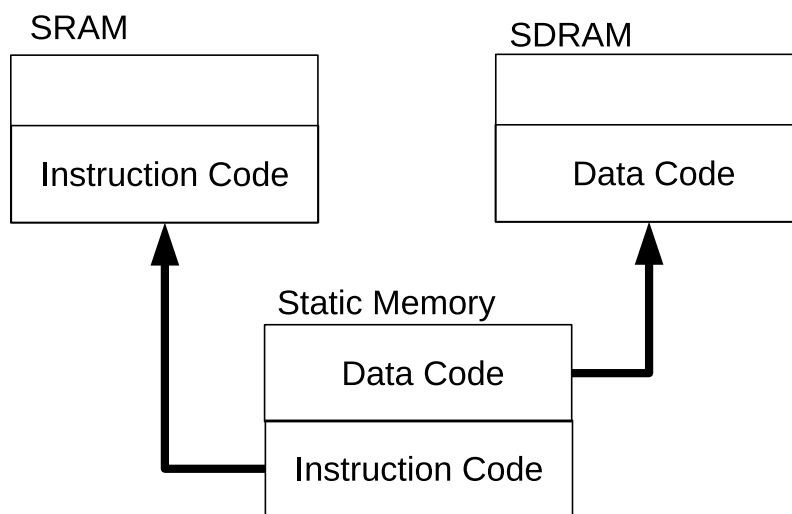 SRAM
SDRAM
Instruction Code
Data Code
Static Memory
Data Code
Instruction Code